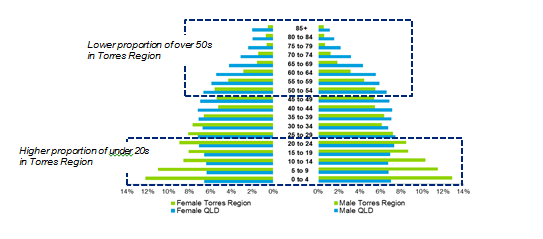 85+
80 to 84
75 to 79
70 to 74
65 to 69
60 to 64
55 to 59
50 to 54
45 to 49
40 to 44
35 to 39
30 to 34
25 to 29
20 to 24
15 to 19
10 to 14
5 to 9
0 to 4
Lower proportion of over 50s
in Torres Region
Higher proportion of under 20s
in Torres Region
14% 12% 10% 8% 6% 4% 2% 0% 0% 2% 4% 6% 8% 10% 12% 14%
Female Torres Region Male Torres Region
Female QLD Male QLD